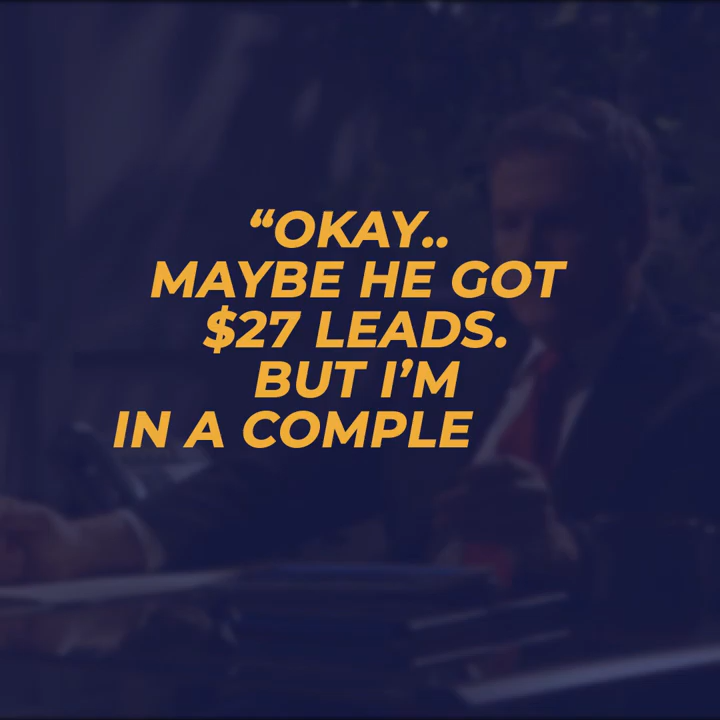 “OKAY..
MAYBE HE GOT
$27 LEADS.
BUT I’M
IN A COMPLE